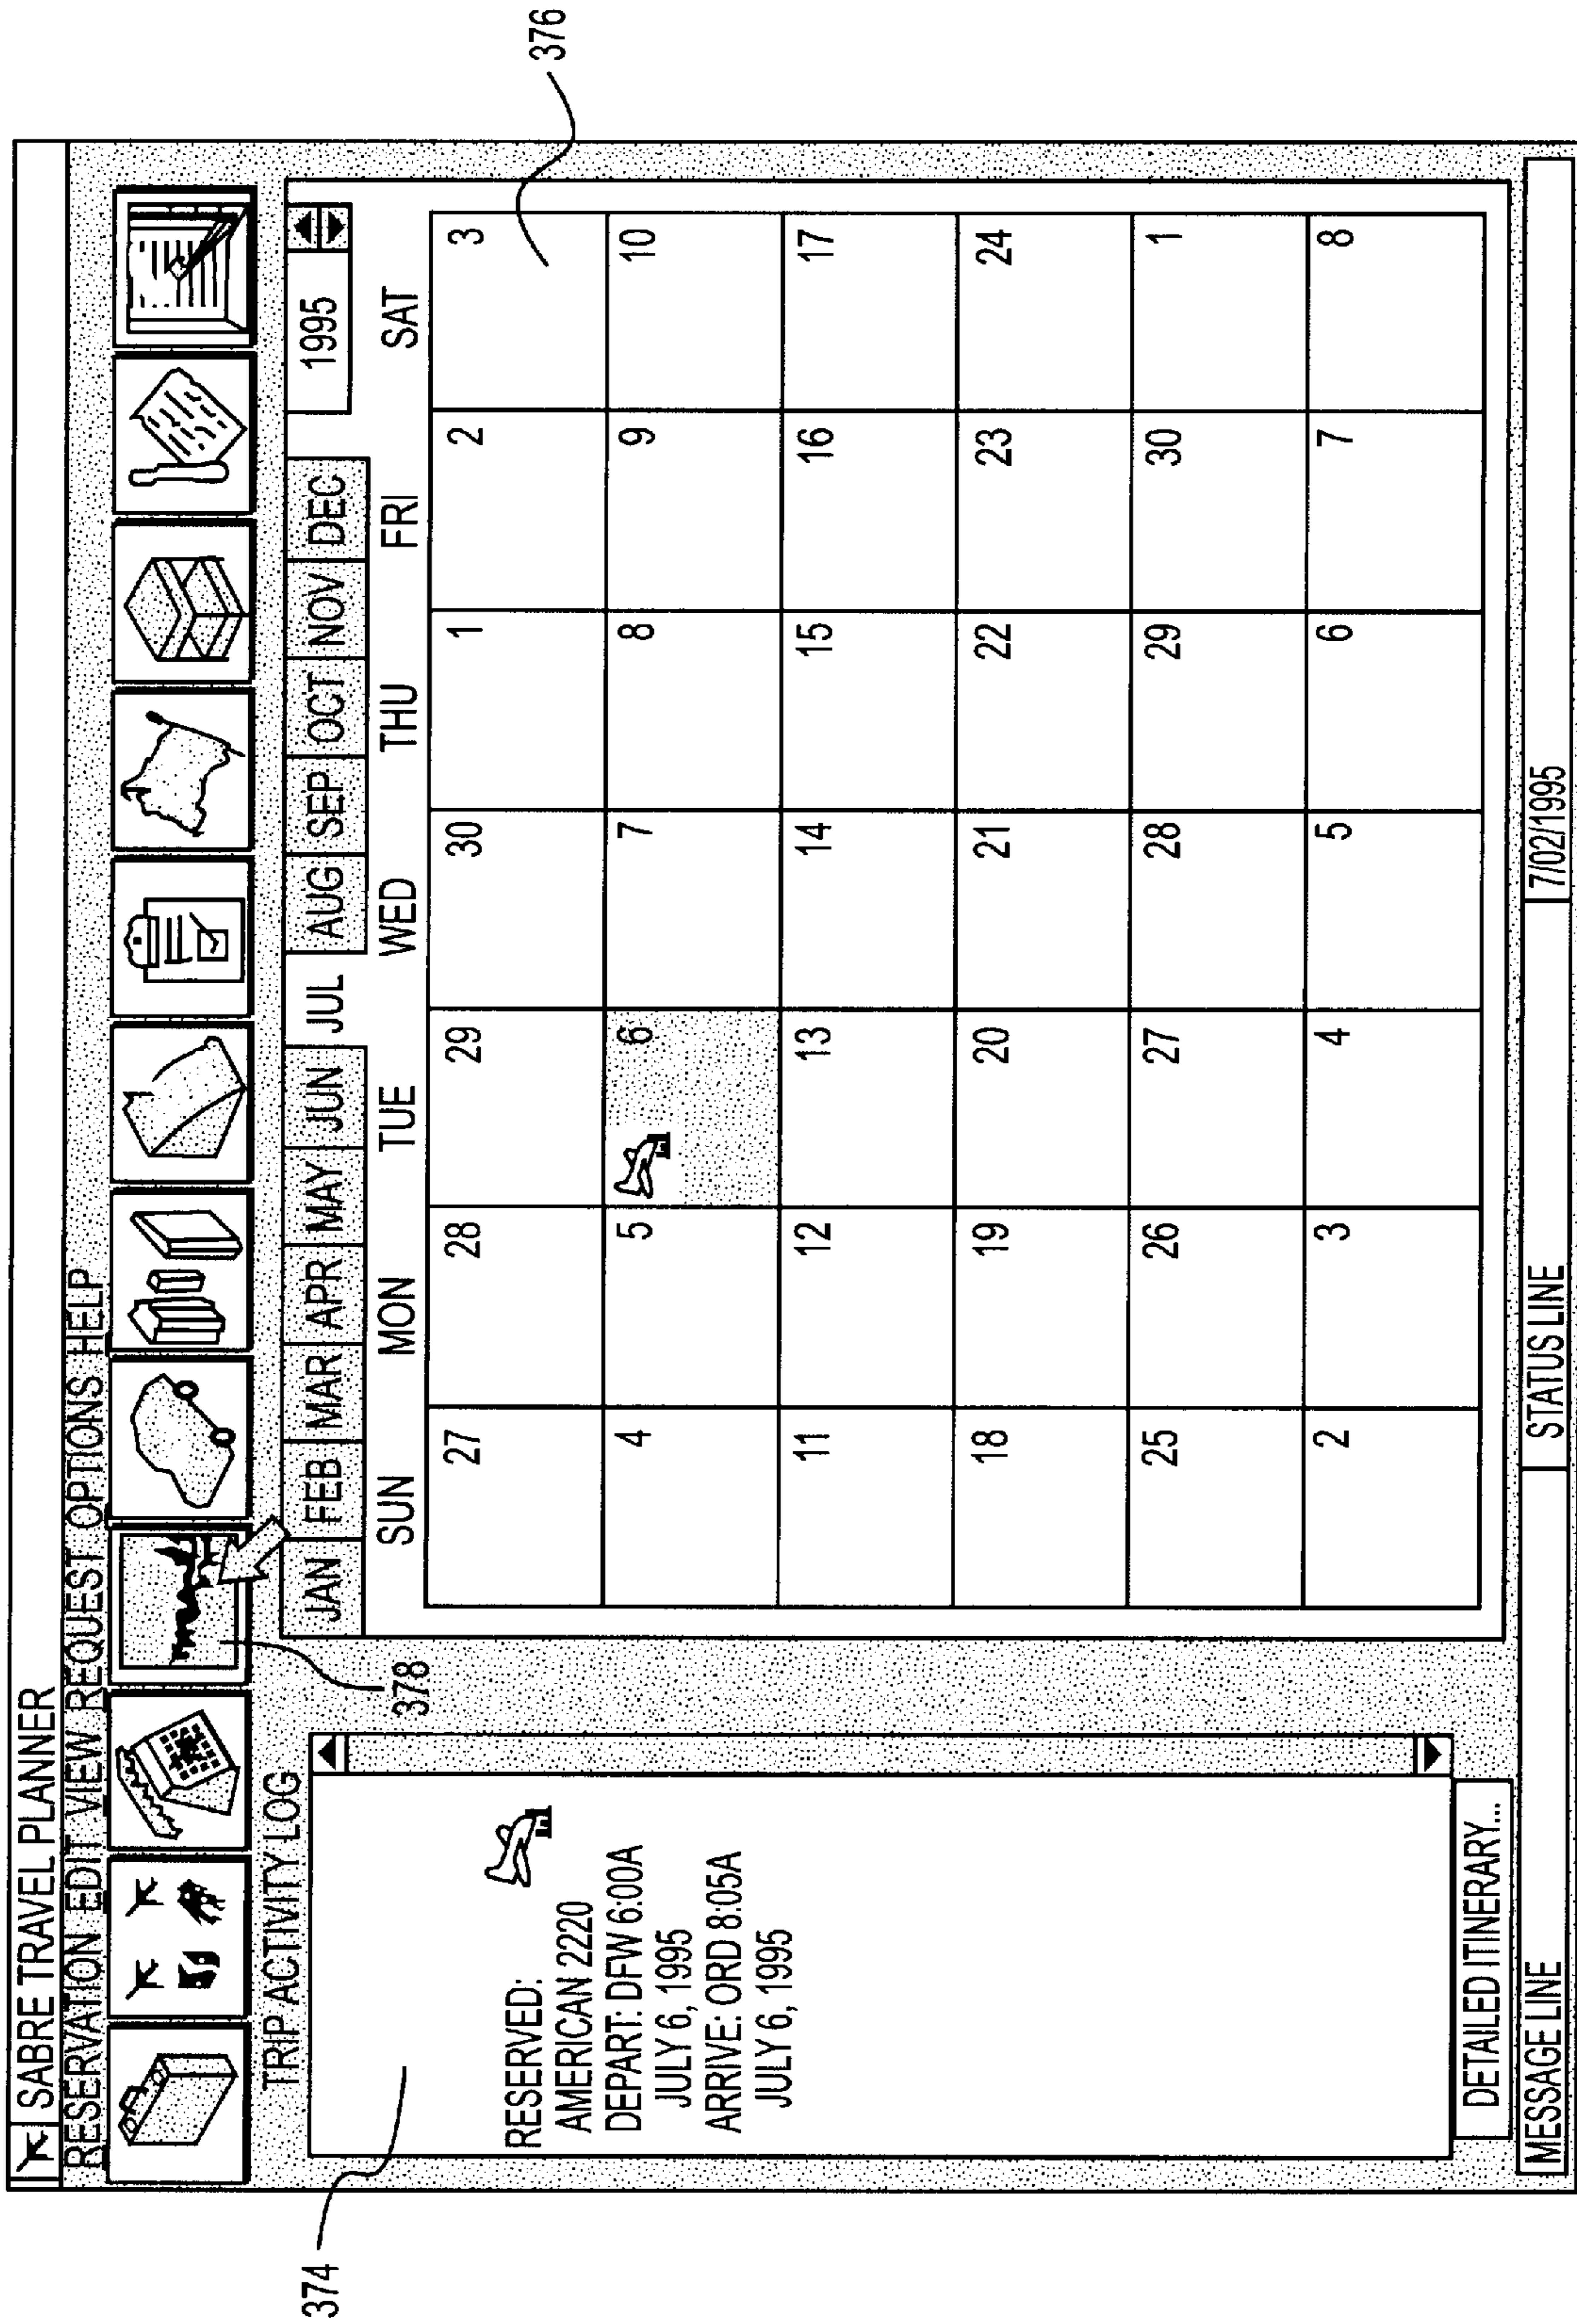 SABRE TRAVEL PLANNER
RESERVATION EDIT VIEW REQUEST OPTIONS HELP
TRIP ACTIVITY LOG
JAN FEB MAR APR MAY JUN JUL AUG SEP OCT NOV DEC 1995
SUN MON TUE WED THU FRI SAT
27 28 29 30 1 2 3
4 5 6 7 8 9 10
11 12 13 14 15 16 17
18 19 20 21 22 23 24
25 26 27 28 29 30 1
2 3 4 5 6 7 8
RESERVED:
AMERICAN 2220
DEPART: DFW 6:00A
JULY 6, 1995
ARRIVE: ORD 8:05A
JULY 6, 1995
DETAILED ITINERARY...
MESSAGE LINE STATUS LINE 7/02/1995
374
378
376